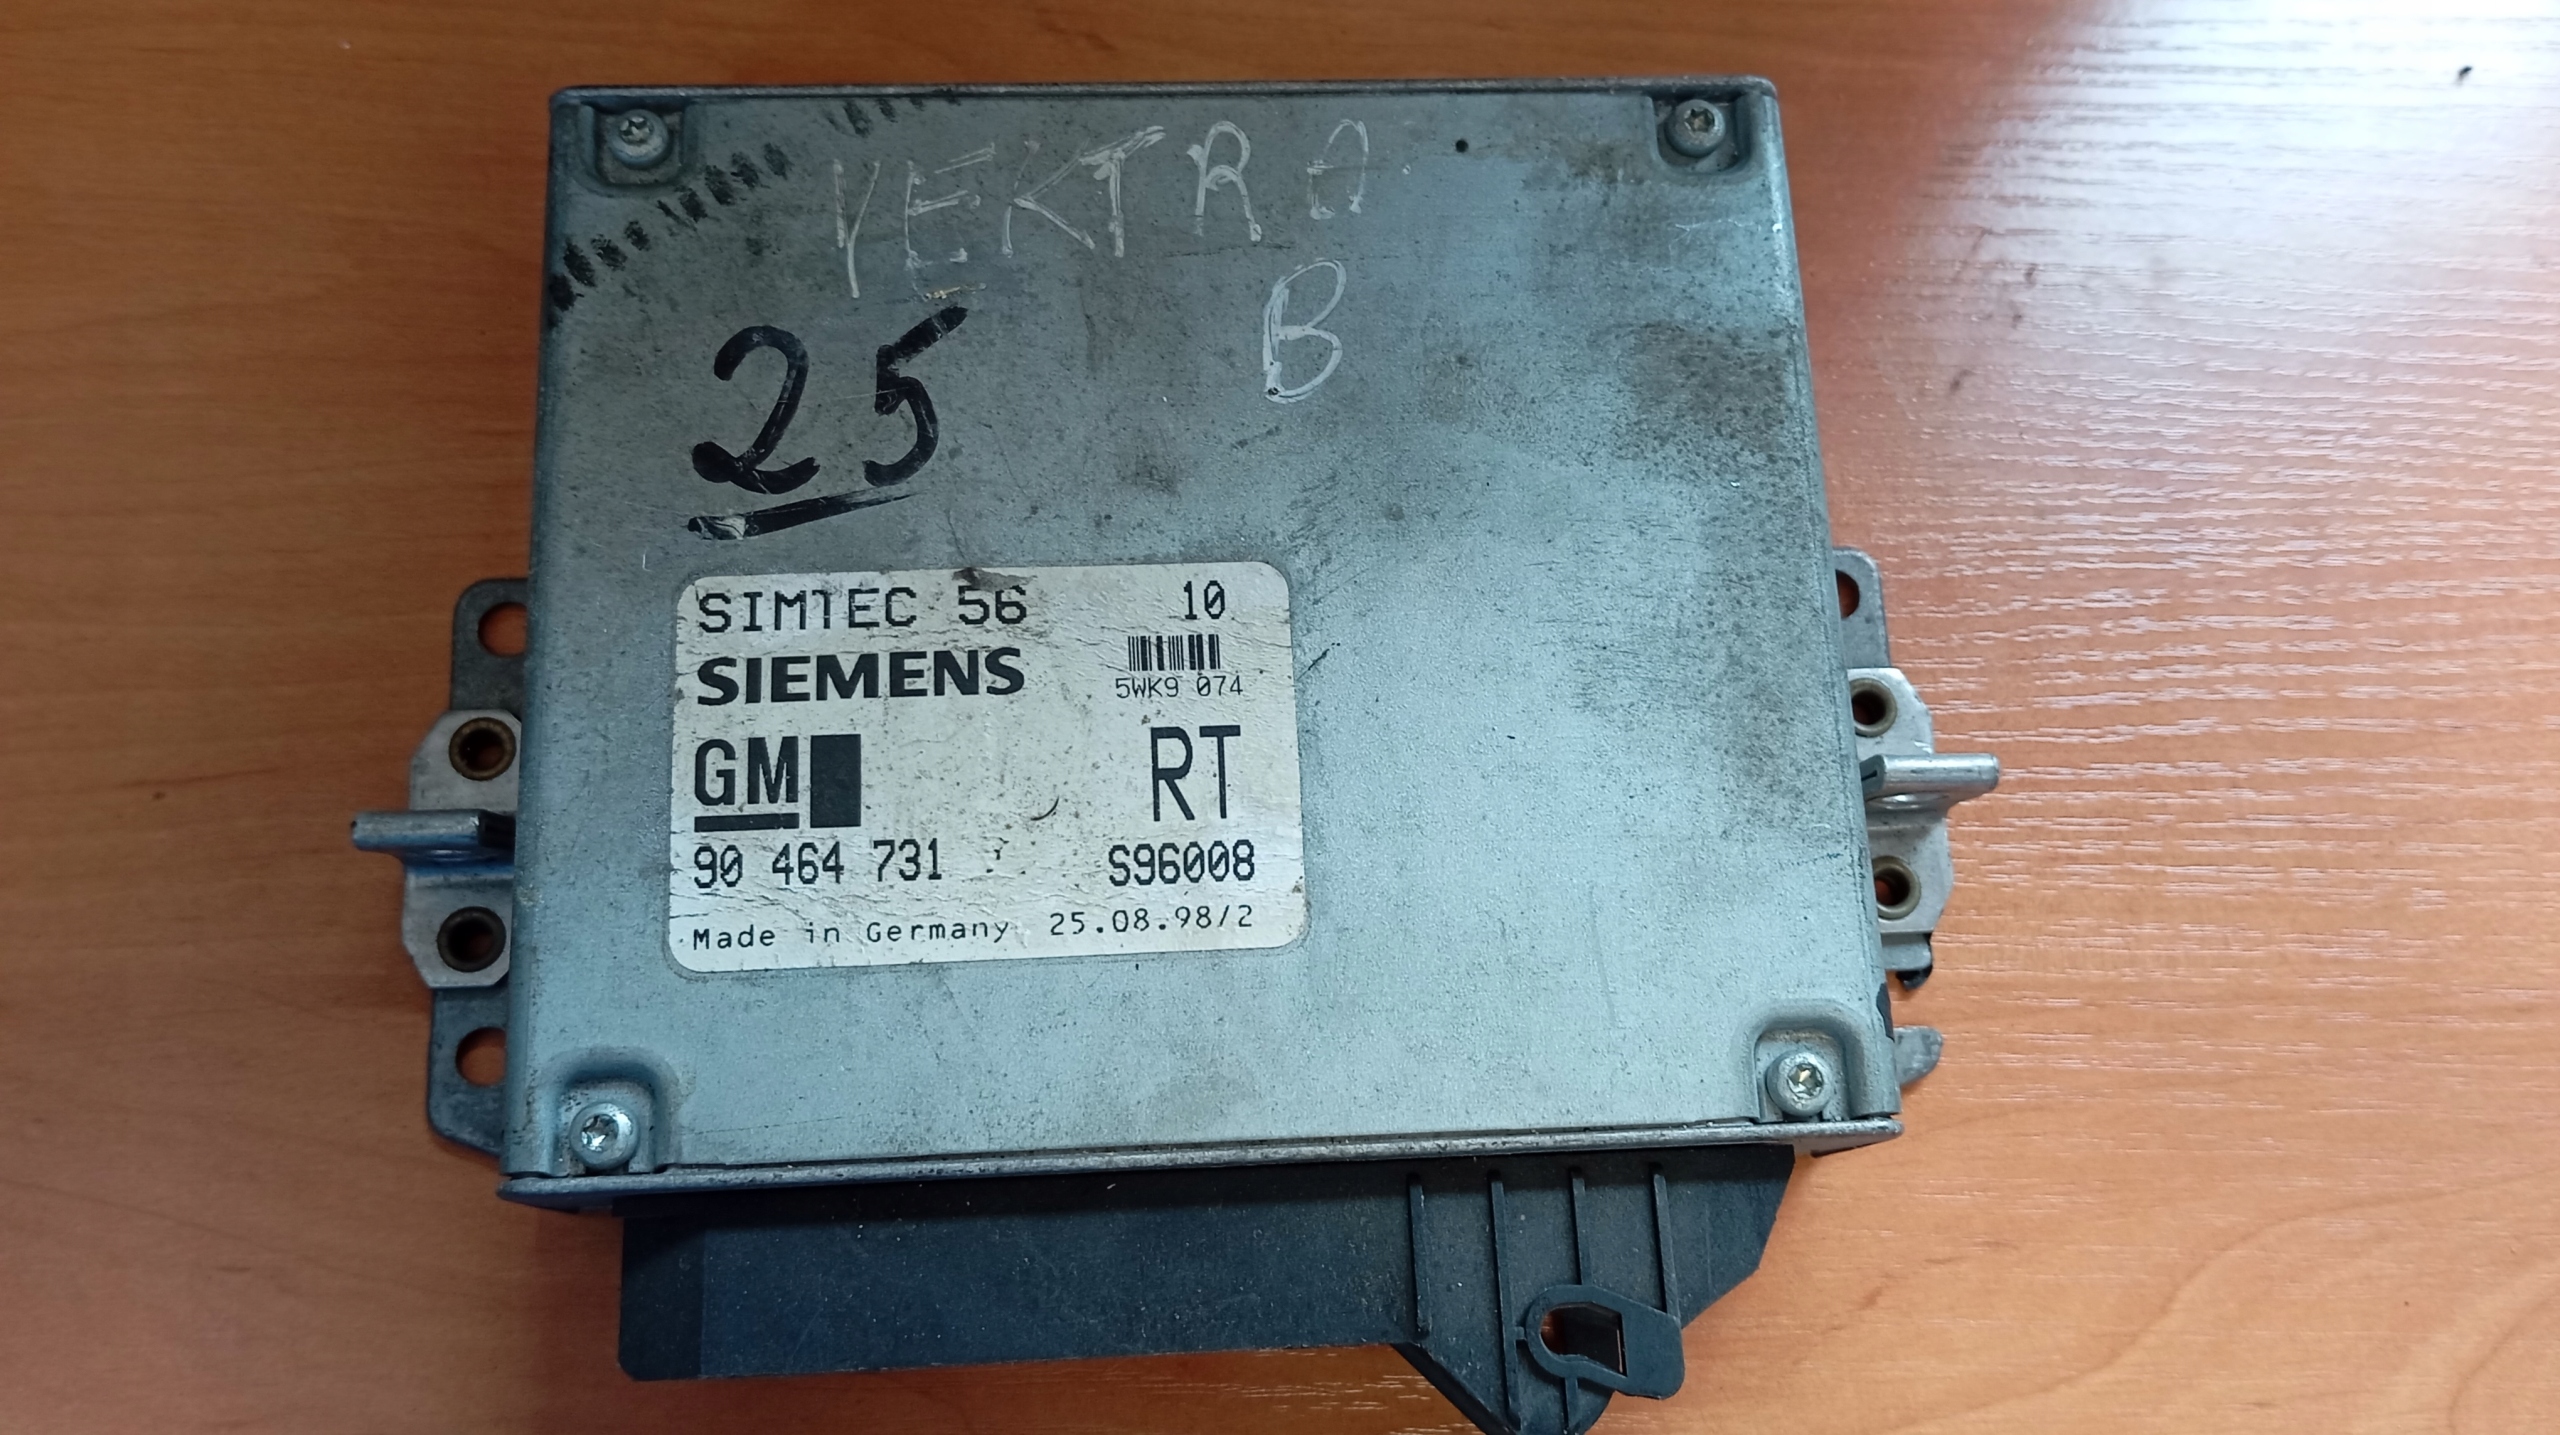 VEKTRA
B
25
SIMTEC 56 10
SIEMENS
5WK9 074
GM RT
90 464 731 S96008
Made in Germany 25.08.98/2